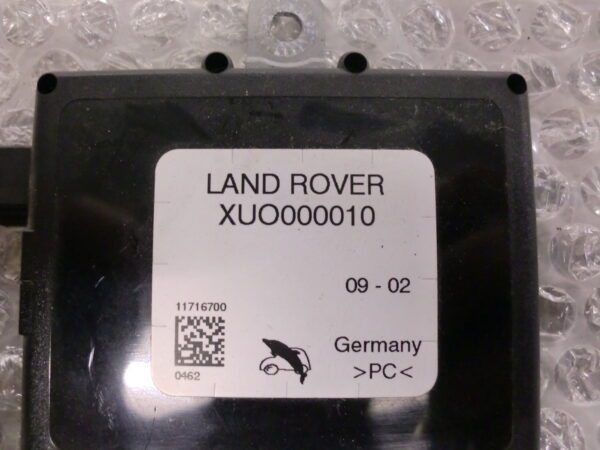 LAND ROVER
XUO000010
09 - 02
11716700
0462
Germany
>PC<